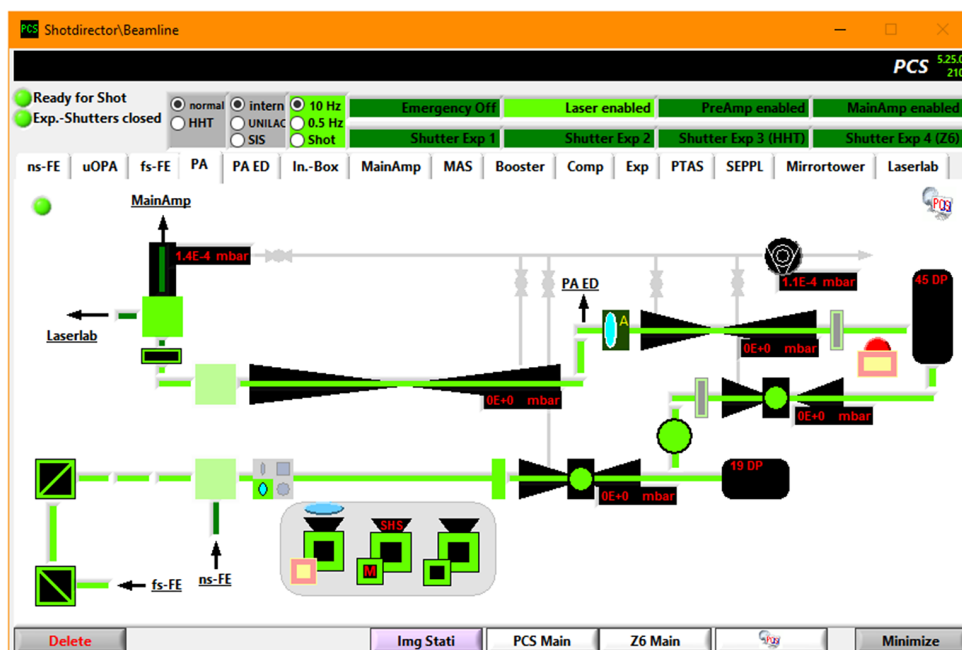 PCS Shotdirector\Beamline
PCS 5.25.0
210
Ready for Shot
Exp.-Shutters closed
normal
HHT
intern
UNILAC
SIS
10 Hz
0.5 Hz
Shot
Emergency Off Laser enabled PreAmp enabled MainAmp enabled
Shutter Exp 1 Shutter Exp 2 Shutter Exp 3 (HHT) Shutter Exp 4 (Z6)
ns-FE uOPA fs-FE PA PA ED In.-Box MainAmp MAS Booster Comp Exp PTAS SEPPL Mirrortower Laserlab
MainAmp
1.4E-4 mbar
PCS
1.1E-4 mbar
45 DP
PA ED
A
Laserlab
0E+0 mbar
0E+0 mbar
0E+0 mbar
19 DP
0E+0 mbar
SHS
M
fs-FE
ns-FE
Delete Img Stati PCS Main Z6 Main PCS Minimize